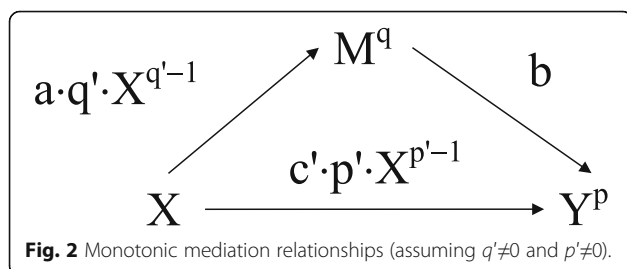 M^q
a·q'·X^{q'−1}
b
c'·p'·X^{p'−1}
X
Y^p
Fig. 2 Monotonic mediation relationships (assuming q'≠0 and p'≠0).